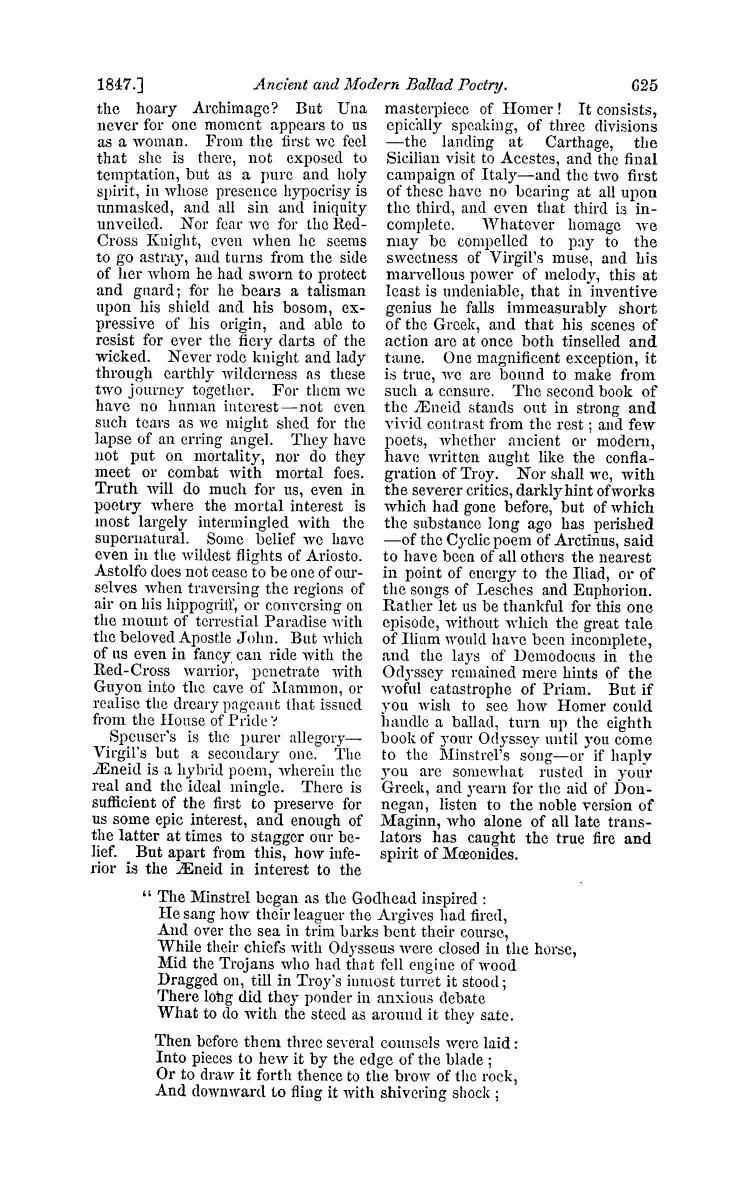 1847.] Ancient and Modern Ballad Poetry. 625
the hoary Archimage? But Una
never for one moment appears to us
as a woman. From the first we feel
that she is there, not exposed to
temptation, but as a pure and holy
spirit, in whose presence hypocrisy is
unmasked, and all sin and iniquity
unveiled. Nor fear we for the Red-
Cross Knight, even when he seems
to go astray, and turns from the side
of her whom he had sworn to protect
and guard; for he bears a talisman
upon his shield and his bosom, ex-
pressive of his origin, and able to
resist for ever the fiery darts of the
wicked. Never rode knight and lady
through earthly wilderness as these
two journey together. For them we
have no human interest—not even
such tears as we might shed for the
lapse of an erring angel. They have
not put on mortality, nor do they
meet or combat with mortal foes.
Truth will do much for us, even in
poetry where the mortal interest is
most largely intermingled with the
supernatural. Some belief we have
even in the wildest flights of Ariosto.
Astolfo does not cease to be one of our-
selves when traversing the regions of
air on his hippogriff, or conversing on
the mount of terrestial Paradise with
the beloved Apostle John. But which
of us even in fancy can ride with the
Red-Cross warrior, penetrate with
Guyon into the cave of Mammon, or
realise the dreary pageant that issued
from the House of Pride?
Spenser's is the purer allegory—
Virgil's but a secondary one. The
Æneid is a hybrid poem, wherein the
real and the ideal mingle. There is
sufficient of the first to preserve for
us some epic interest, and enough of
the latter at times to stagger our be-
lief. But apart from this, how infe-
rior is the Æneid in interest to the
masterpiece of Homer! It consists,
epically speaking, of three divisions
—the landing at Carthage, the
Sicilian visit to Acestes, and the final
campaign of Italy—and the two first
of these have no bearing at all upon
the third, and even that third is in-
complete. Whatever homage we
may be compelled to pay to the
sweetness of Virgil's muse, and his
marvellous power of melody, this at
least is undeniable, that in inventive
genius he falls immeasurably short
of the Greek, and that his scenes of
action are at once both tinselled and
tame. One magnificent exception, it
is true, we are bound to make from
such a censure. The second book of
the Æneid stands out in strong and
vivid contrast from the rest; and few
poets, whether ancient or modern,
have written aught like the confla-
gration of Troy. Nor shall we, with
the severer critics, darkly hint of works
which had gone before, but of which
the substance long ago has perished
—of the Cyclic poem of Arctinus, said
to have been of all others the nearest
in point of energy to the Iliad, or of
the songs of Lesches and Euphorion.
Rather let us be thankful for this one
episode, without which the great tale
of Ilium would have been incomplete,
and the lays of Demodocus in the
Odyssey remained mere hints of the
woful catastrophe of Priam. But if
you wish to see how Homer could
handle a ballad, turn up the eighth
book of your Odyssey until you come
to the Minstrel's song—or if haply
you are somewhat rusted in your
Greek, and yearn for the aid of Don-
negan, listen to the noble version of
Maginn, who alone of all late trans-
lators has caught the true fire and
spirit of Mœonides.
“ The Minstrel began as the Godhead inspired:
He sang how their leaguer the Argives had fired,
And over the sea in trim barks bent their course,
While their chiefs with Odysseus were closed in the horse,
Mid the Trojans who had that fell engine of wood
Dragged on, till in Troy's inmost turret it stood;
There long did they ponder in anxious debate
What to do with the steed as around it they sate.
Then before them three several counsels were laid:
Into pieces to hew it by the edge of the blade;
Or to draw it forth thence to the brow of the rock,
And downward to fling it with shivering shock;